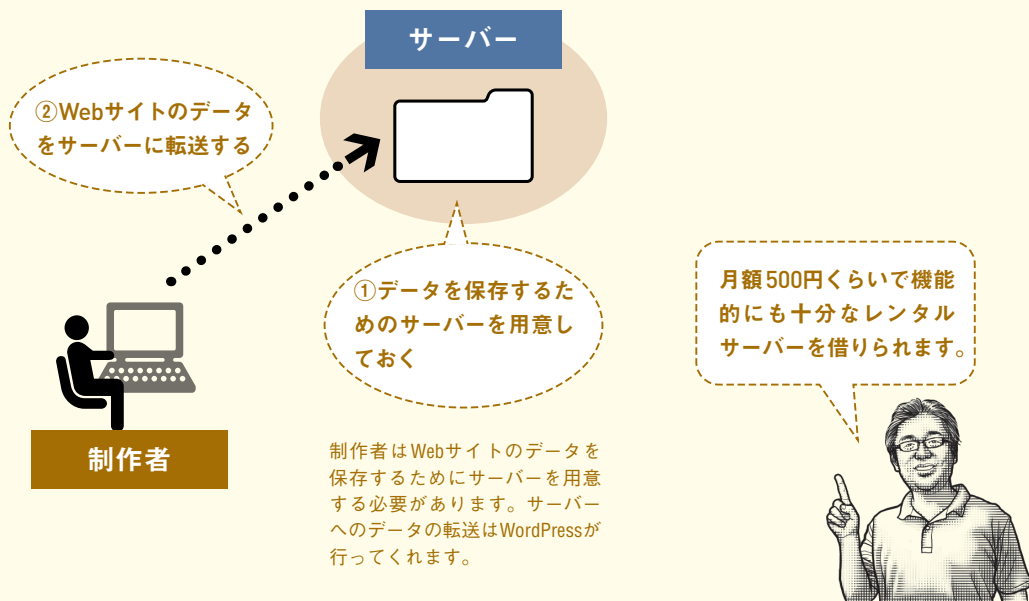 サーバー
②Webサイトのデータ
をサーバーに転送する
①データを保存するた
めのサーバーを用意し
ておく
月額500円くらいで機能
的にも十分なレンタル
サーバーを借りられます。
制作者
制作者はWebサイトのデータを
保存するためにサーバーを用意
する必要があります。サーバー
へのデータの転送はWordPressが
行ってくれます。